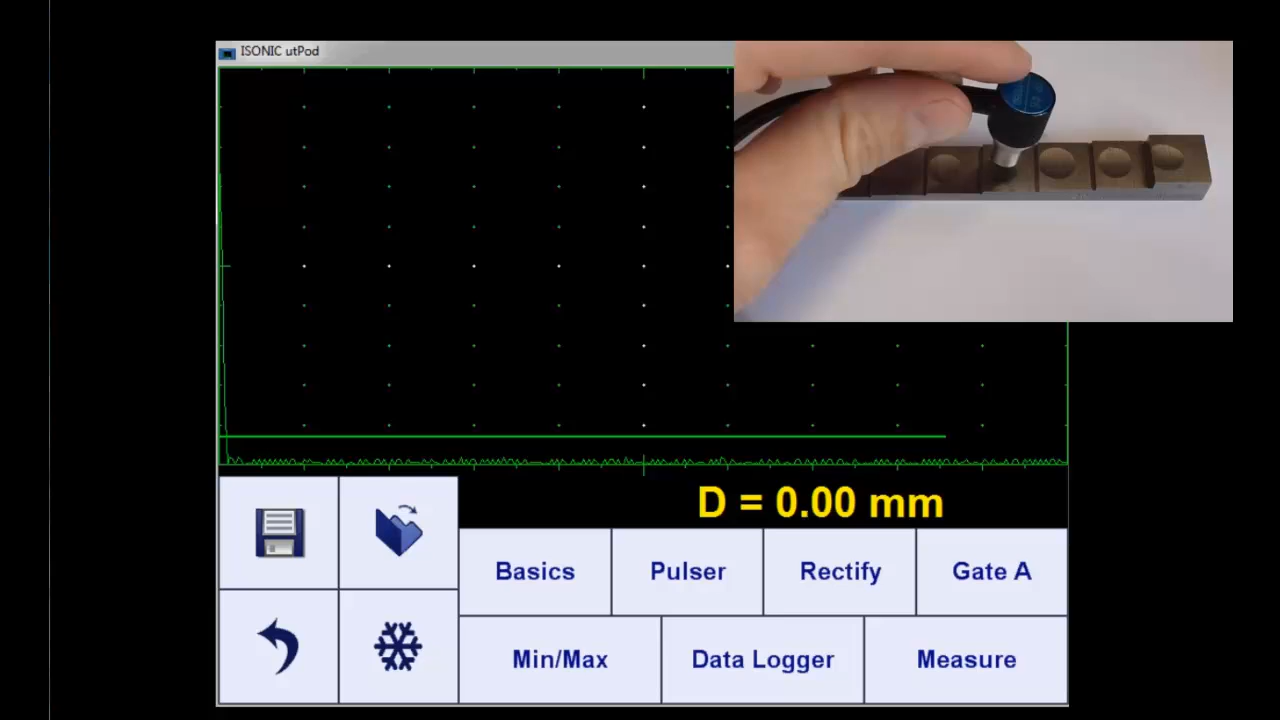 ISONIC utPod
D = 0.00 mm
Basics
Pulser
Rectify
Gate A
Min/Max
Data Logger
Measure